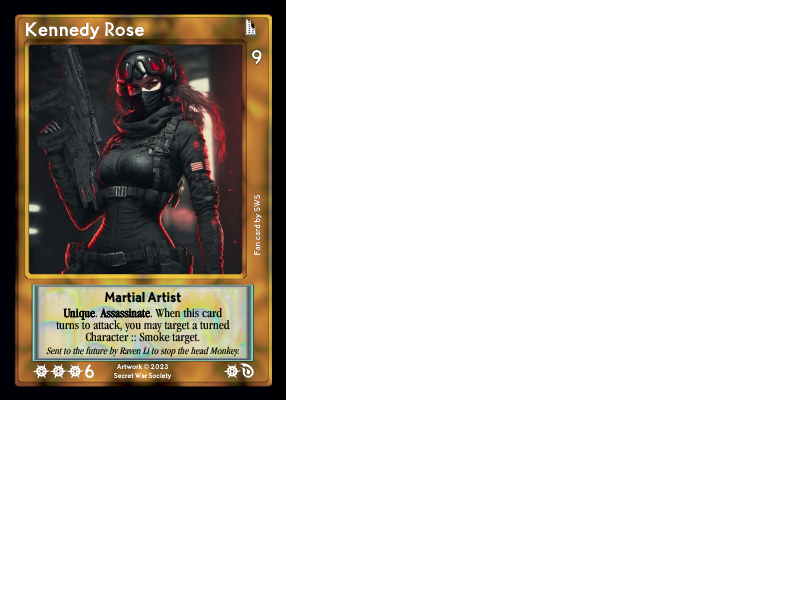 Kennedy Rose
9
Fan card by SWS
Martial Artist
Unique. Assassinate. When this card
turns to attack, you may target a turned
Character :: Smoke target.
Sent to the future by Raven Li to stop the head Monkey.
6
Artwork © 2023
Secret War Society